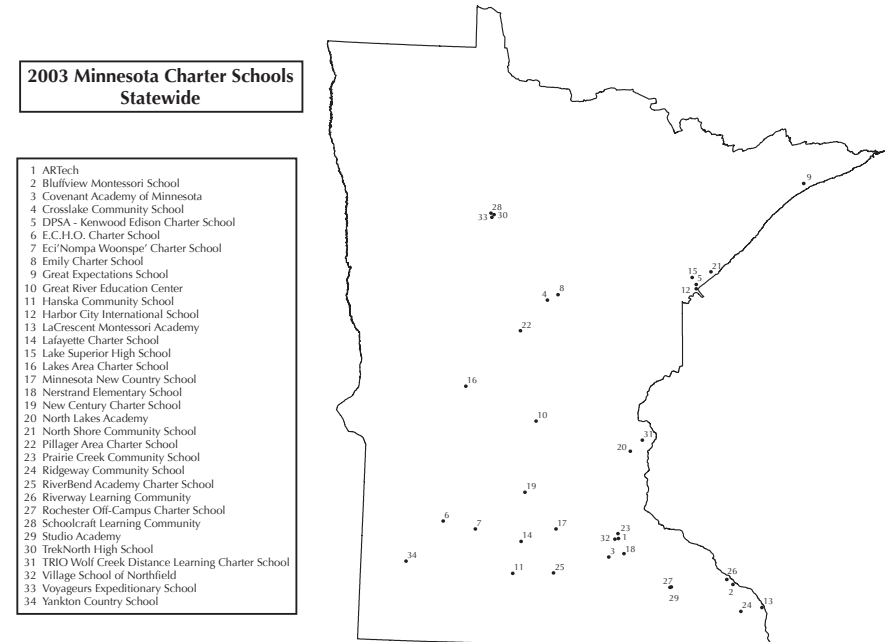 2003 Minnesota Charter Schools
Statewide
1 ARTech
2 Bluffview Montessori School
3 Covenant Academy of Minnesota
4 Crosslake Community School
5 DPSA - Kenwood Edison Charter School
6 E.C.H.O. Charter School
7 Eci'Nompa Woonspe' Charter School
8 Emily Charter School
9 Great Expectations School
10 Great River Education Center
11 Hanska Community School
12 Harbor City International School
13 LaCrescent Montessori Academy
14 Lafayette Charter School
15 Lake Superior High School
16 Lakes Area Charter School
17 Minnesota New Country School
18 Nerstrand Elementary School
19 New Century Charter School
20 North Lakes Academy
21 North Shore Community School
22 Pillager Area Charter School
23 Prairie Creek Community School
24 Ridgeway Community School
25 RiverBend Academy Charter School
26 Riverway Learning Community
27 Rochester Off-Campus Charter School
28 Schoolcraft Learning Community
29 Studio Academy
30 TrekNorth High School
31 TRIO Wolf Creek Distance Learning Charter School
32 Village School of Northfield
33 Voyageurs Expeditionary School
34 Yankton Country School
9
28
33 30
21
15
5
12
8
4
22
16
10
31
20
19
6
7
17
23
32 1
14
3 18
34
11
25
26
27
2
29
13
24